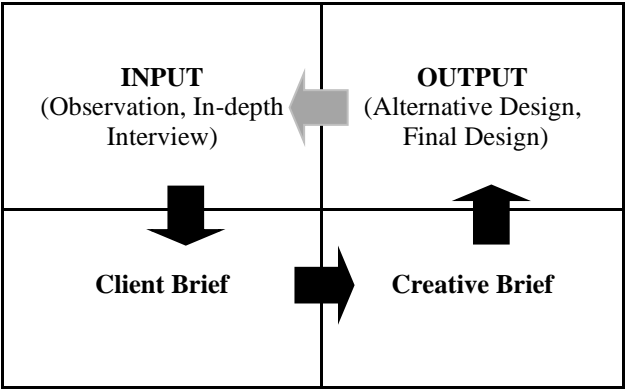 INPUT
(Observation, In-depth
Interview)
OUTPUT
(Alternative Design,
Final Design)
Client Brief
Creative Brief